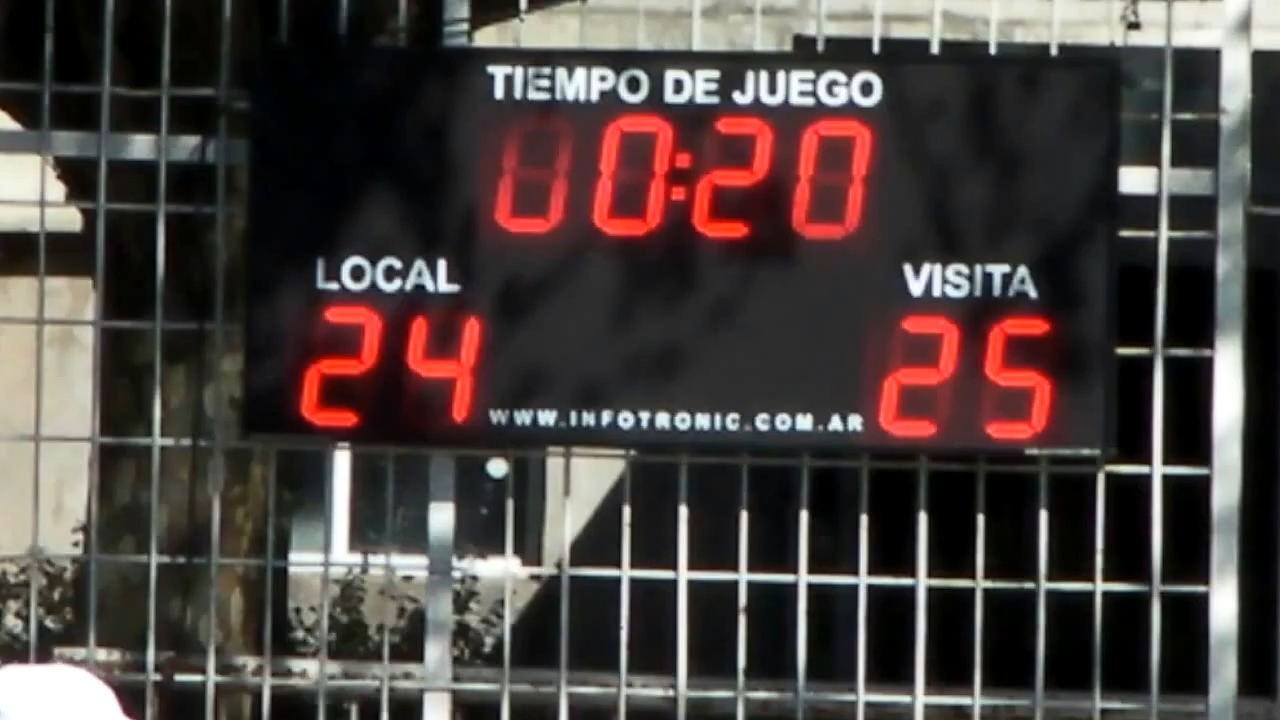 TIEMPO DE JUEGO
00:20
LOCAL VISITA
24 25
WWW.INFOTRONIC.COM.AR